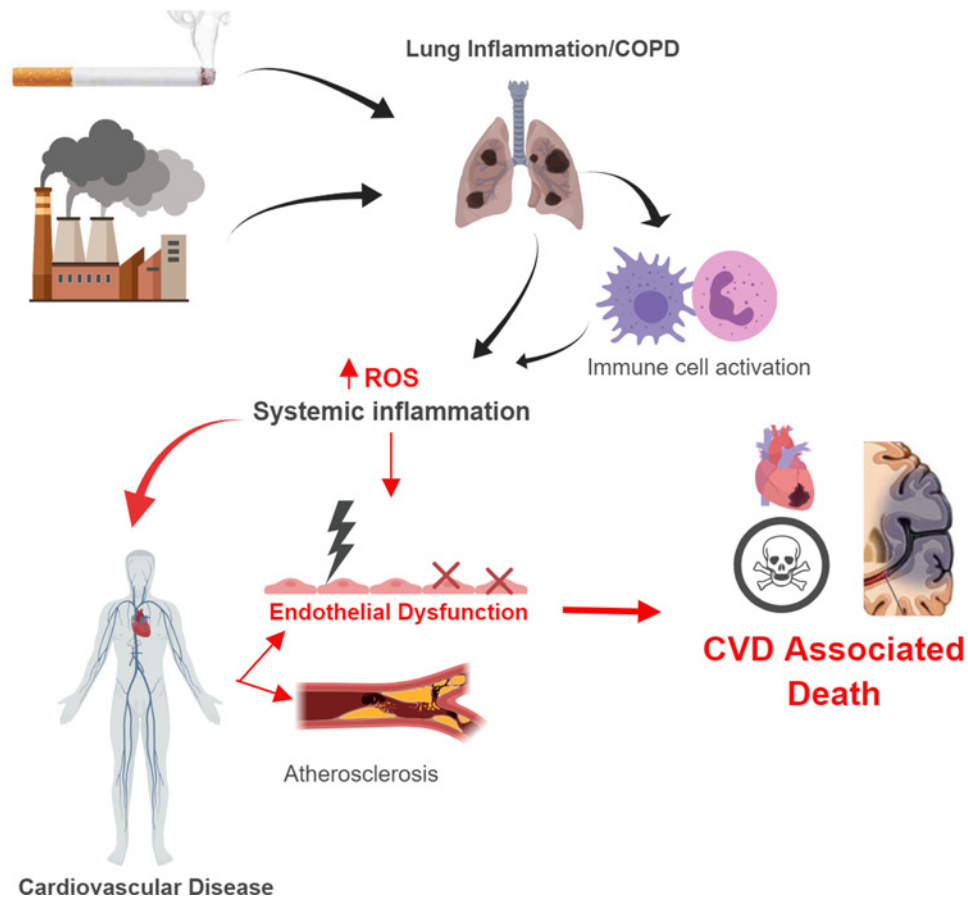 Lung Inflammation/COPD
Immune cell activation
ROS
Systemic inflammation
Endothelial Dysfunction
CVD Associated
Death
Atherosclerosis
Cardiovascular Disease